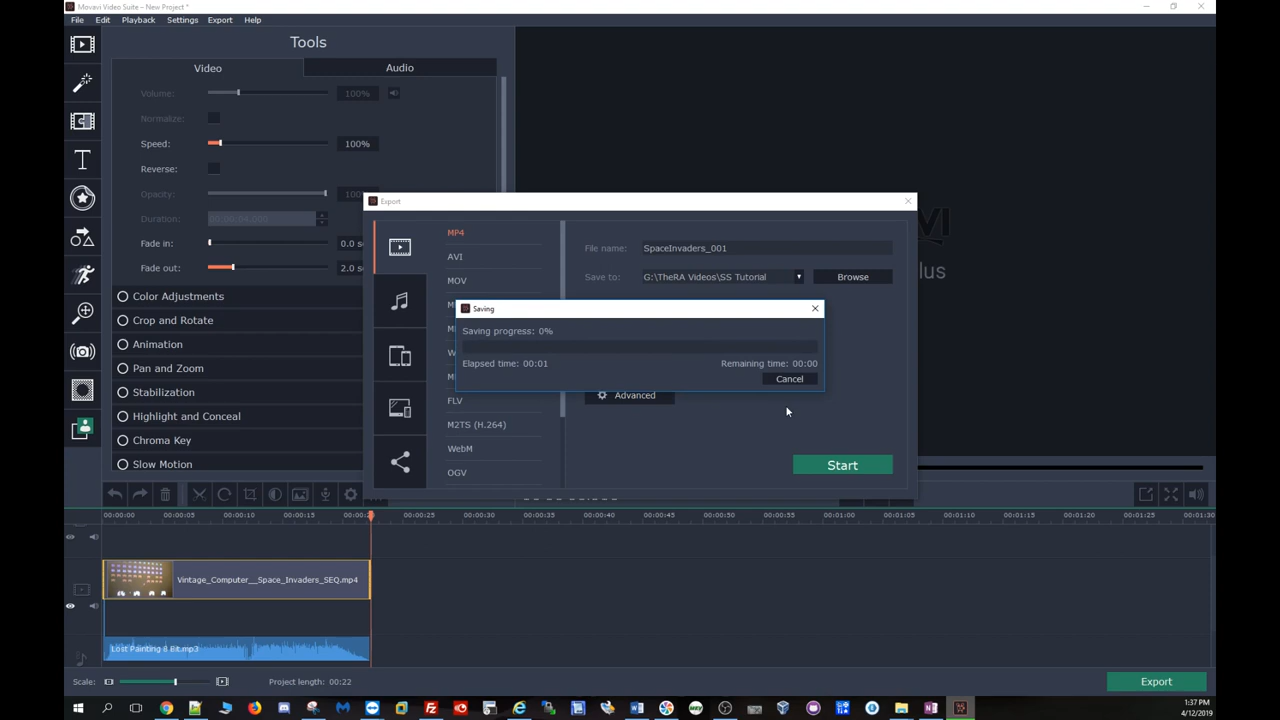 Movavi Video Suite – New Project *
File Edit Playback Settings Export Help
Tools
Video Audio
Volume: 100%
Normalize:
Speed: 100%
Reverse:
Opacity:
Duration: 00:00:04.000
Fade in: 0.0
Fade out: 2.0
Color Adjustments
Crop and Rotate
Animation
Pan and Zoom
Stabilization
Highlight and Conceal
Chroma Key
Slow Motion
Export
MP4
AVI
MOV
FLV
M2TS (H.264)
WebM
OGV
File name: SpaceInvaders_001
Save to: G:\TheRA Videos\SS Tutorial Browse
Saving
Saving progress: 0%
Elapsed time: 00:01 Remaining time: 00:00
Cancel
Advanced
Start
00:00:00 00:00:05 00:00:10 00:00:15 00:00:25 00:00:30 00:00:35 00:00:40 00:00:45 00:00:50 00:00:55 00:01:00 00:01:05 00:01:10 00:01:15 00:01:20 00:01:25 00:01:30
Vintage_Computer__Space_Invaders_SEQ.mp4
Lost Painting 8 Bit.mp3
Scale: Project length: 00:22 Export
1:37 PM
4/12/2019